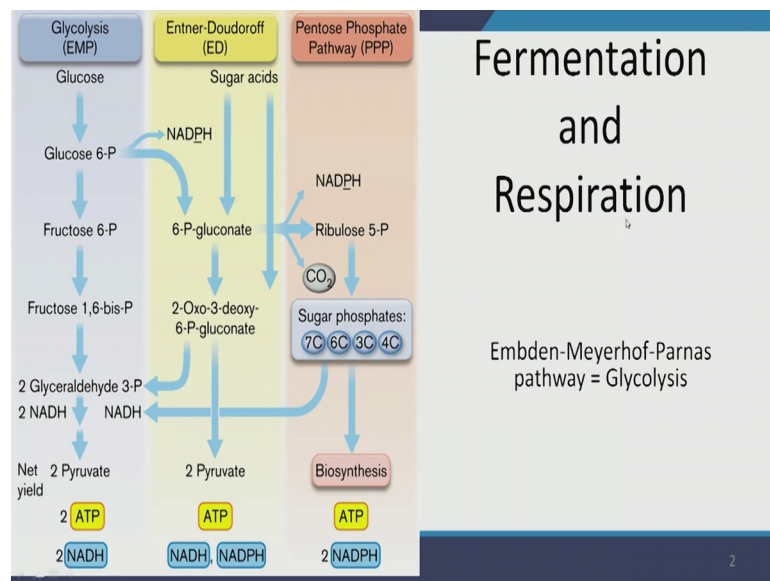 Glycolysis
(EMP)
Entner-Doudoroff
(ED)
Pentose Phosphate
Pathway (PPP)
Glucose
Sugar acids
NADPH
Glucose 6-P
NADPH
Fructose 6-P
6-P-gluconate
Ribulose 5-P
CO2
Fructose 1,6-bis-P
2-Oxo-3-deoxy-
6-P-gluconate
Sugar phosphates:
7C 6C 3C 4C
2 Glyceraldehyde 3-P
2 NADH
NADH
Net
yield
2 Pyruvate
2 Pyruvate
Biosynthesis
2 ATP
ATP
ATP
2 NADH
NADH, NADPH
2 NADPH
Fermentation
and
Respiration
Embden-Meyerhof-Parnas
pathway = Glycolysis
2